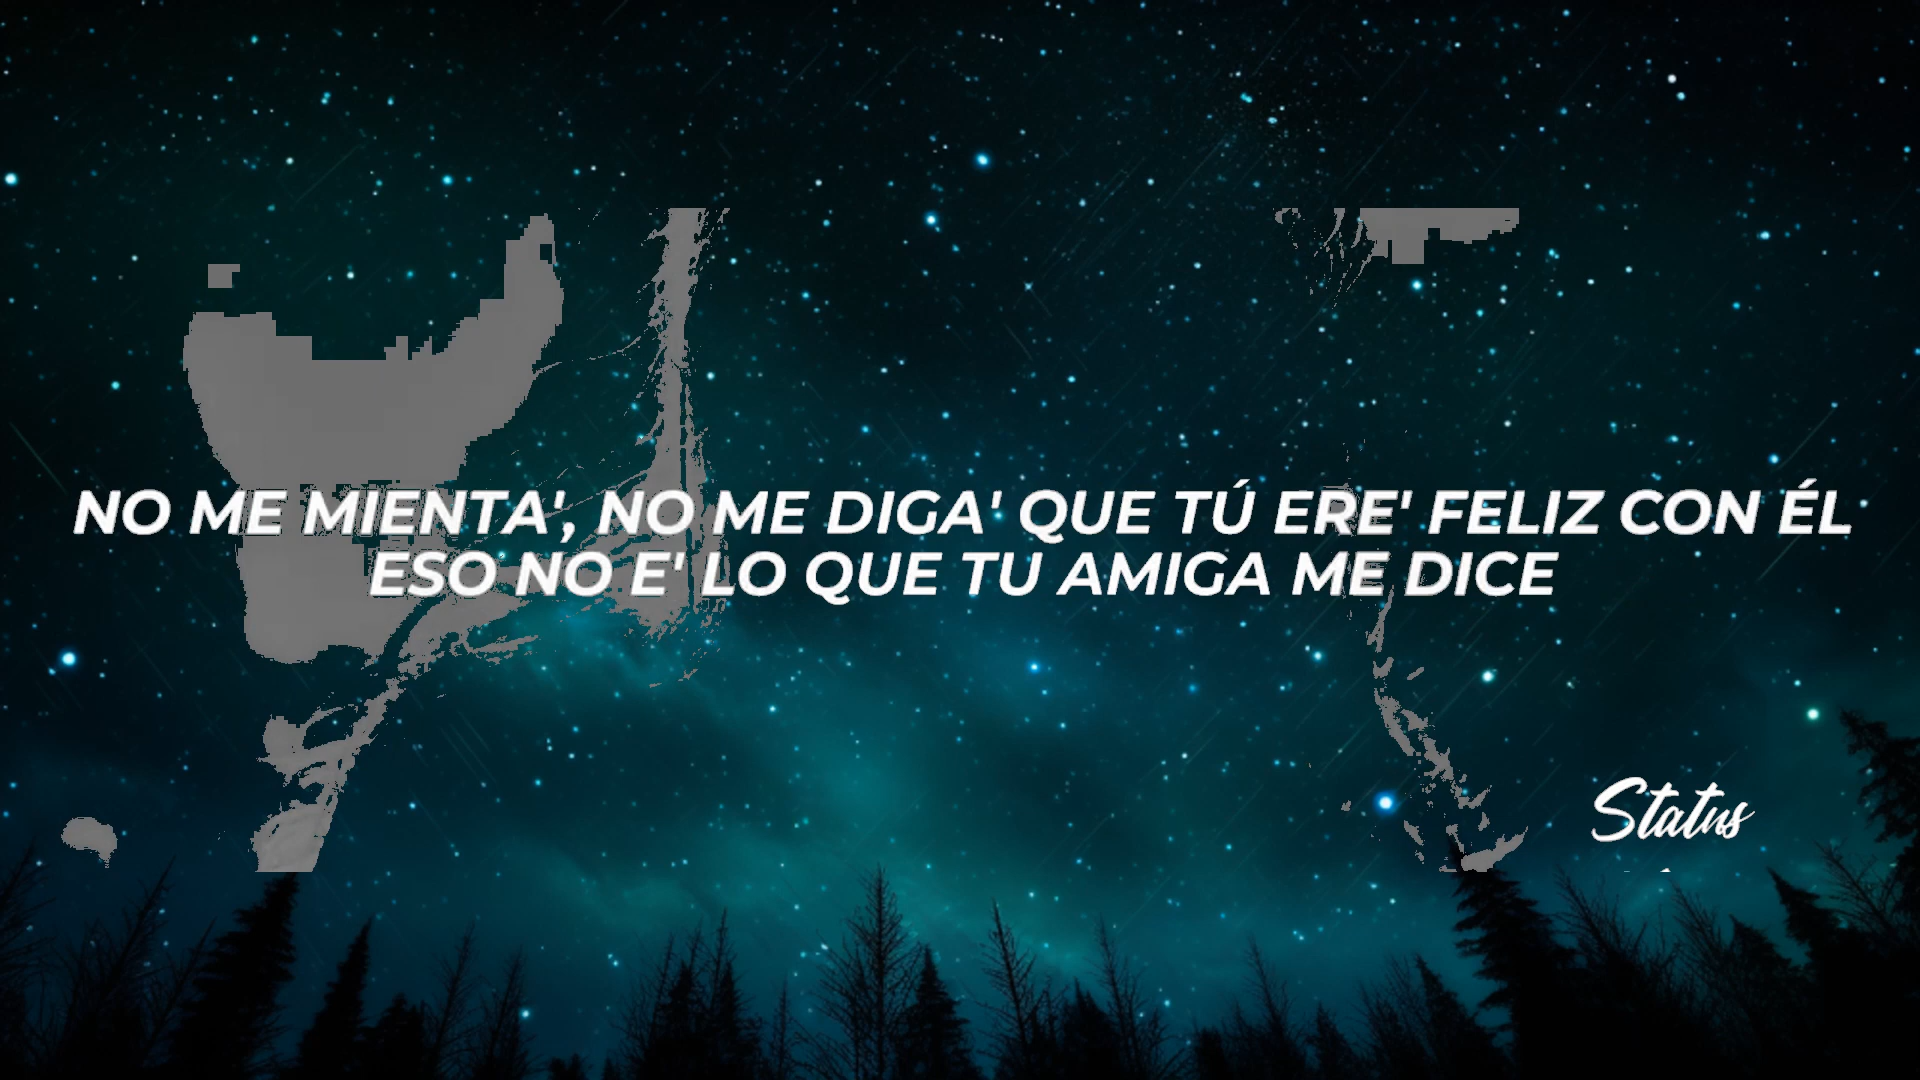 NO ME MIENTA', NO ME DIGA' QUE TÚ ERE' FELIZ CON ÉL
ESO NO E' LO QUE TU AMIGA ME DICE
Status